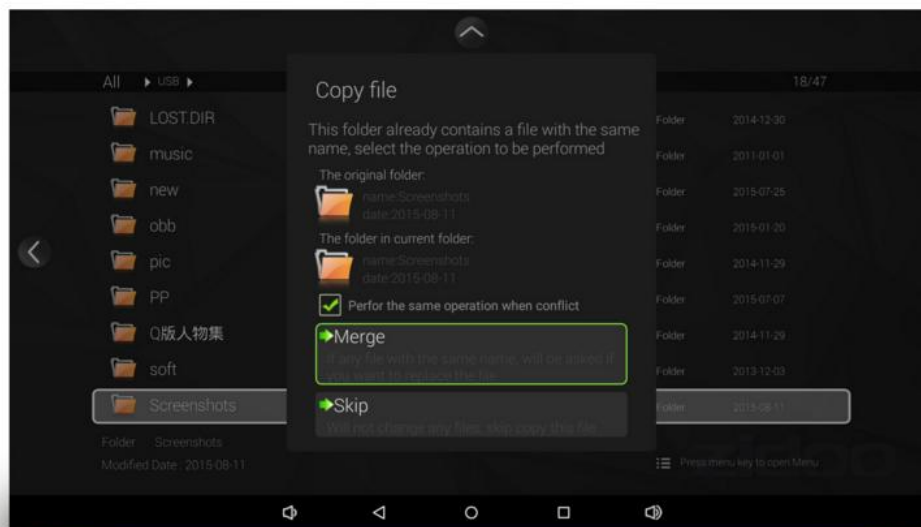 All USB 18/47
LOST.DIR Folder 2014-12-30
music Folder 2011-01-01
new Folder 2015-07-25
obb Folder 2015-01-20
pic Folder 2014-11-29
PP Folder 2015-07-07
Q版人物集 Folder 2014-11-29
soft Folder 2013-12-03
Screenshots Folder 2015-08-11
Folder Screenshots
Modified Date : 2015-08-11
Press menu key to open Menu
Copy file
This folder already contains a file with the same
name, select the operation to be performed
The original folder:
name:Screenshots
date:2015-08-11
The folder in current folder:
name:Screenshots
date:2015-08-11
Perfor the same operation when conflict
Merge
If any file with the same name, will be asked if
you want to replace the file
Skip
Will not change any files, skip copy this file